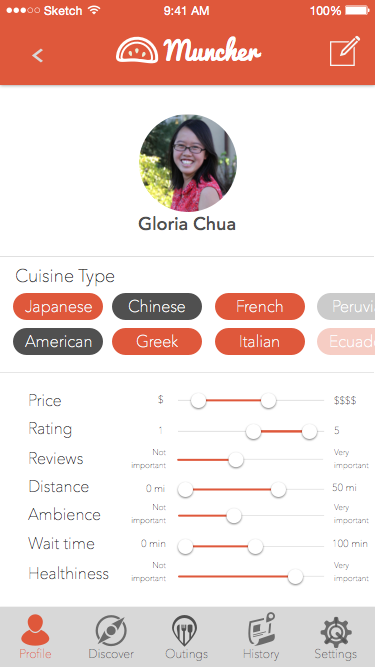 Sketch 9:41 AM 100%
Muncher
Gloria Chua
Cuisine Type
Japanese Chinese French Peruvi
American Greek Italian Ecuad
Price $ $$$$
Rating 1 5
Reviews Not important Very important
Distance 0 mi 50 mi
Ambience Not important Very important
Wait time 0 min 100 min
Healthiness Not important Very important
Profile Discover Outings History Settings